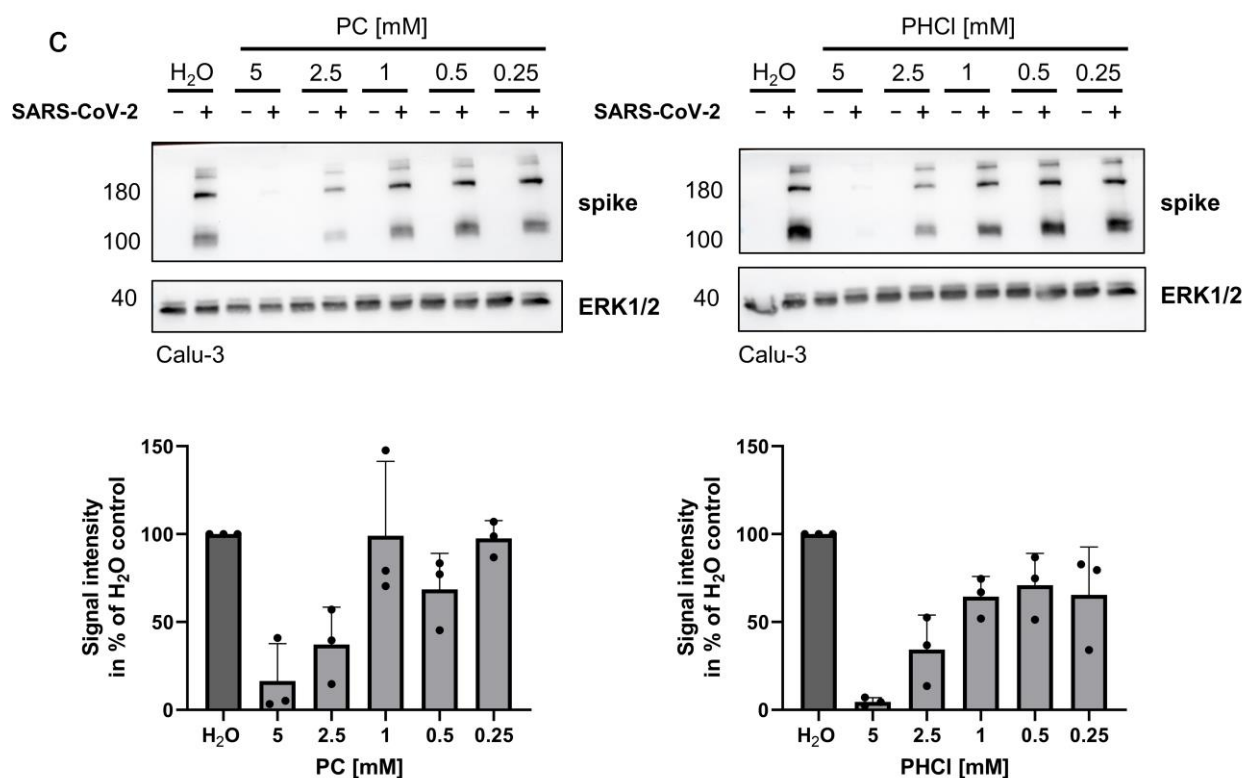 c
PC [mM]
H₂O 5 2.5 1 0.5 0.25
SARS-CoV-2 – + – + – + – + – + – +
180
100
spike
40
ERK1/2
Calu-3
PHCl [mM]
H₂O 5 2.5 1 0.5 0.25
SARS-CoV-2 – + – + – + – + – + – +
180
100
spike
40
ERK1/2
Calu-3
Signal intensity
in % of H₂O control
150
100
50
0
H₂O 5 2.5 1 0.5 0.25
PC [mM]
Signal intensity
in % of H₂O control
150
100
50
0
H₂O 5 2.5 1 0.5 0.25
PHCl [mM]